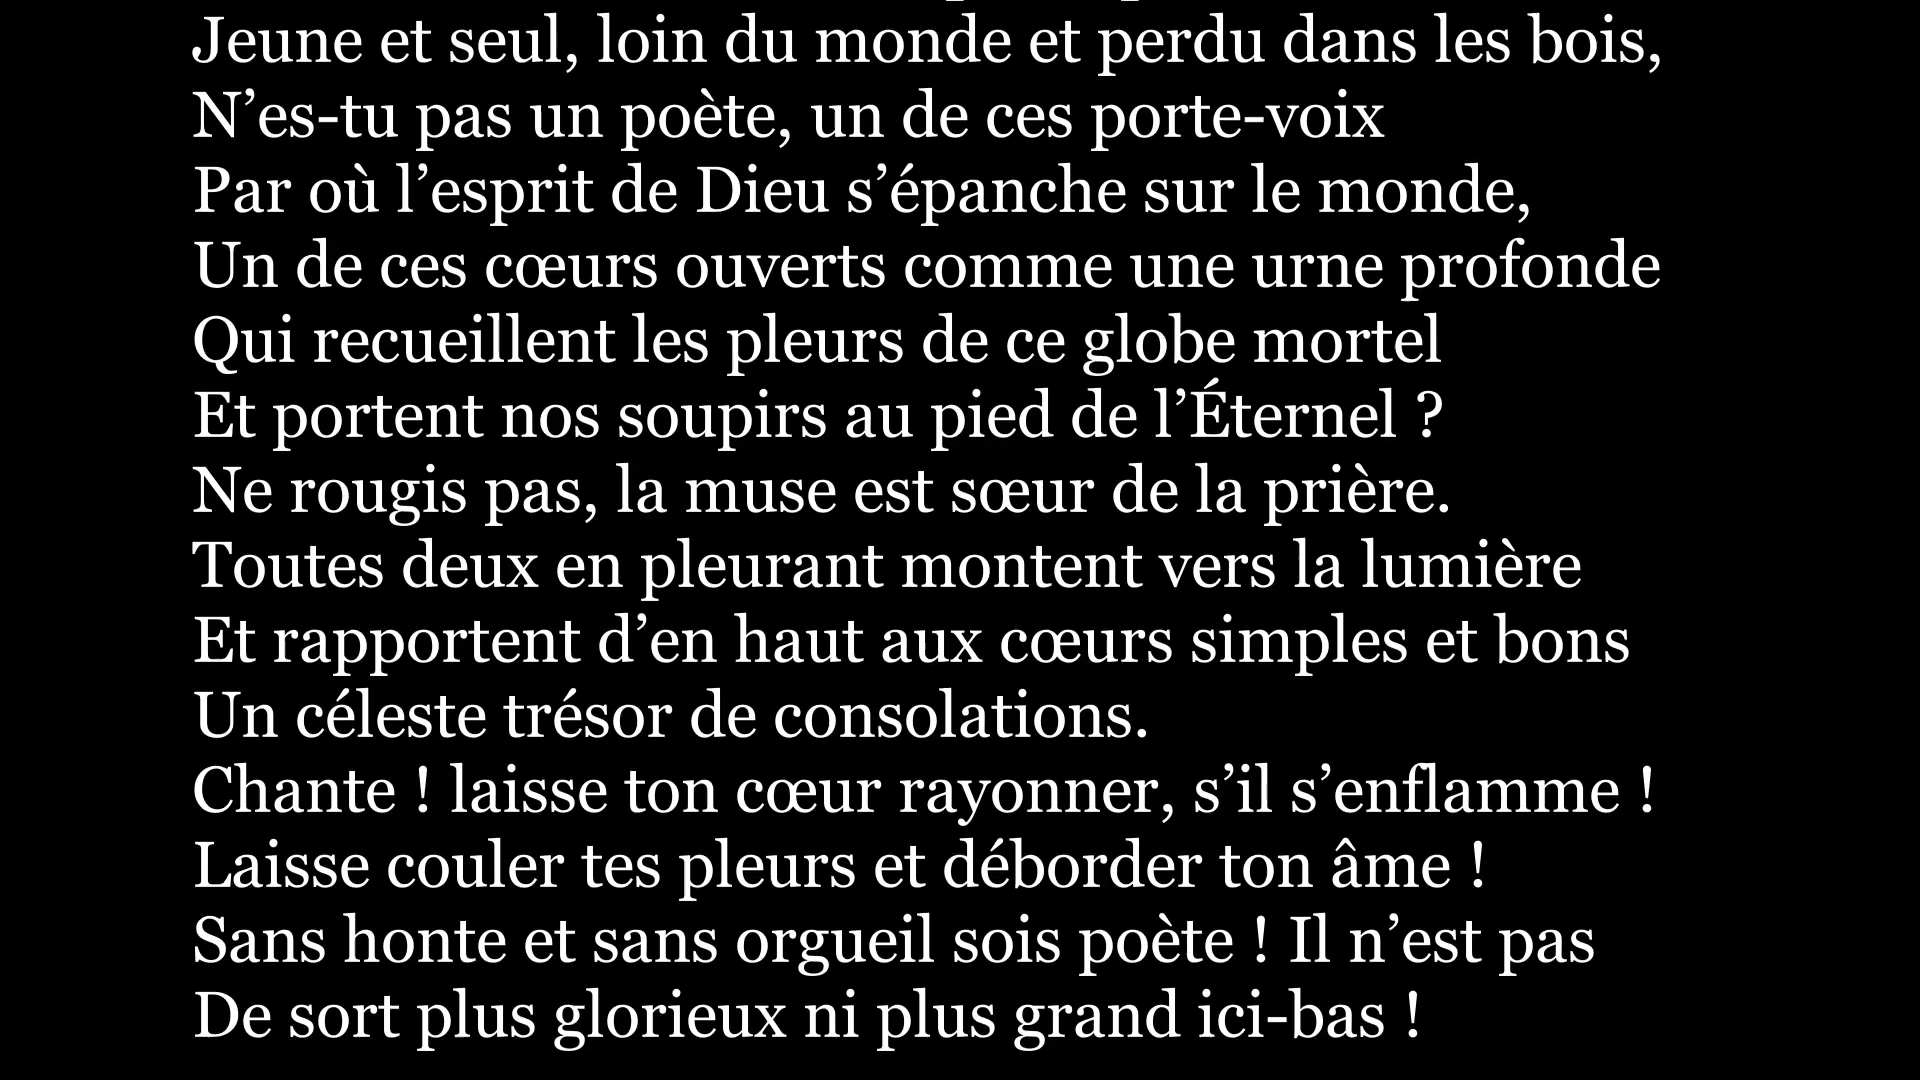 Jeune et seul, loin du monde et perdu dans les bois,
N’es-tu pas un poète, un de ces porte-voix
Par où l’esprit de Dieu s’épanche sur le monde,
Un de ces cœurs ouverts comme une urne profonde
Qui recueillent les pleurs de ce globe mortel
Et portent nos soupirs au pied de l’Éternel ?
Ne rougis pas, la muse est sœur de la prière.
Toutes deux en pleurant montent vers la lumière
Et rapportent d’en haut aux cœurs simples et bons
Un céleste trésor de consolations.
Chante ! laisse ton cœur rayonner, s’il s’enflamme !
Laisse couler tes pleurs et déborder ton âme !
Sans honte et sans orgueil sois poète ! Il n’est pas
De sort plus glorieux ni plus grand ici-bas !